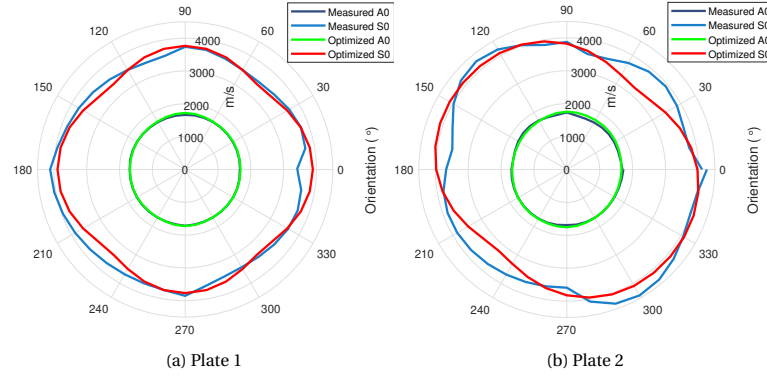 90
120
60
150
30
180
0
210
330
240
300
270
0
1000
2000
3000
4000
m/s
Orientation (°)
Measured A0
Measured S0
Optimized A0
Optimized S0
(a) Plate 1
90
120
60
150
30
180
0
210
330
240
300
270
0
1000
2000
3000
4000
m/s
Orientation (°)
Measured A0
Measured S0
Optimized A0
Optimized S0
(b) Plate 2